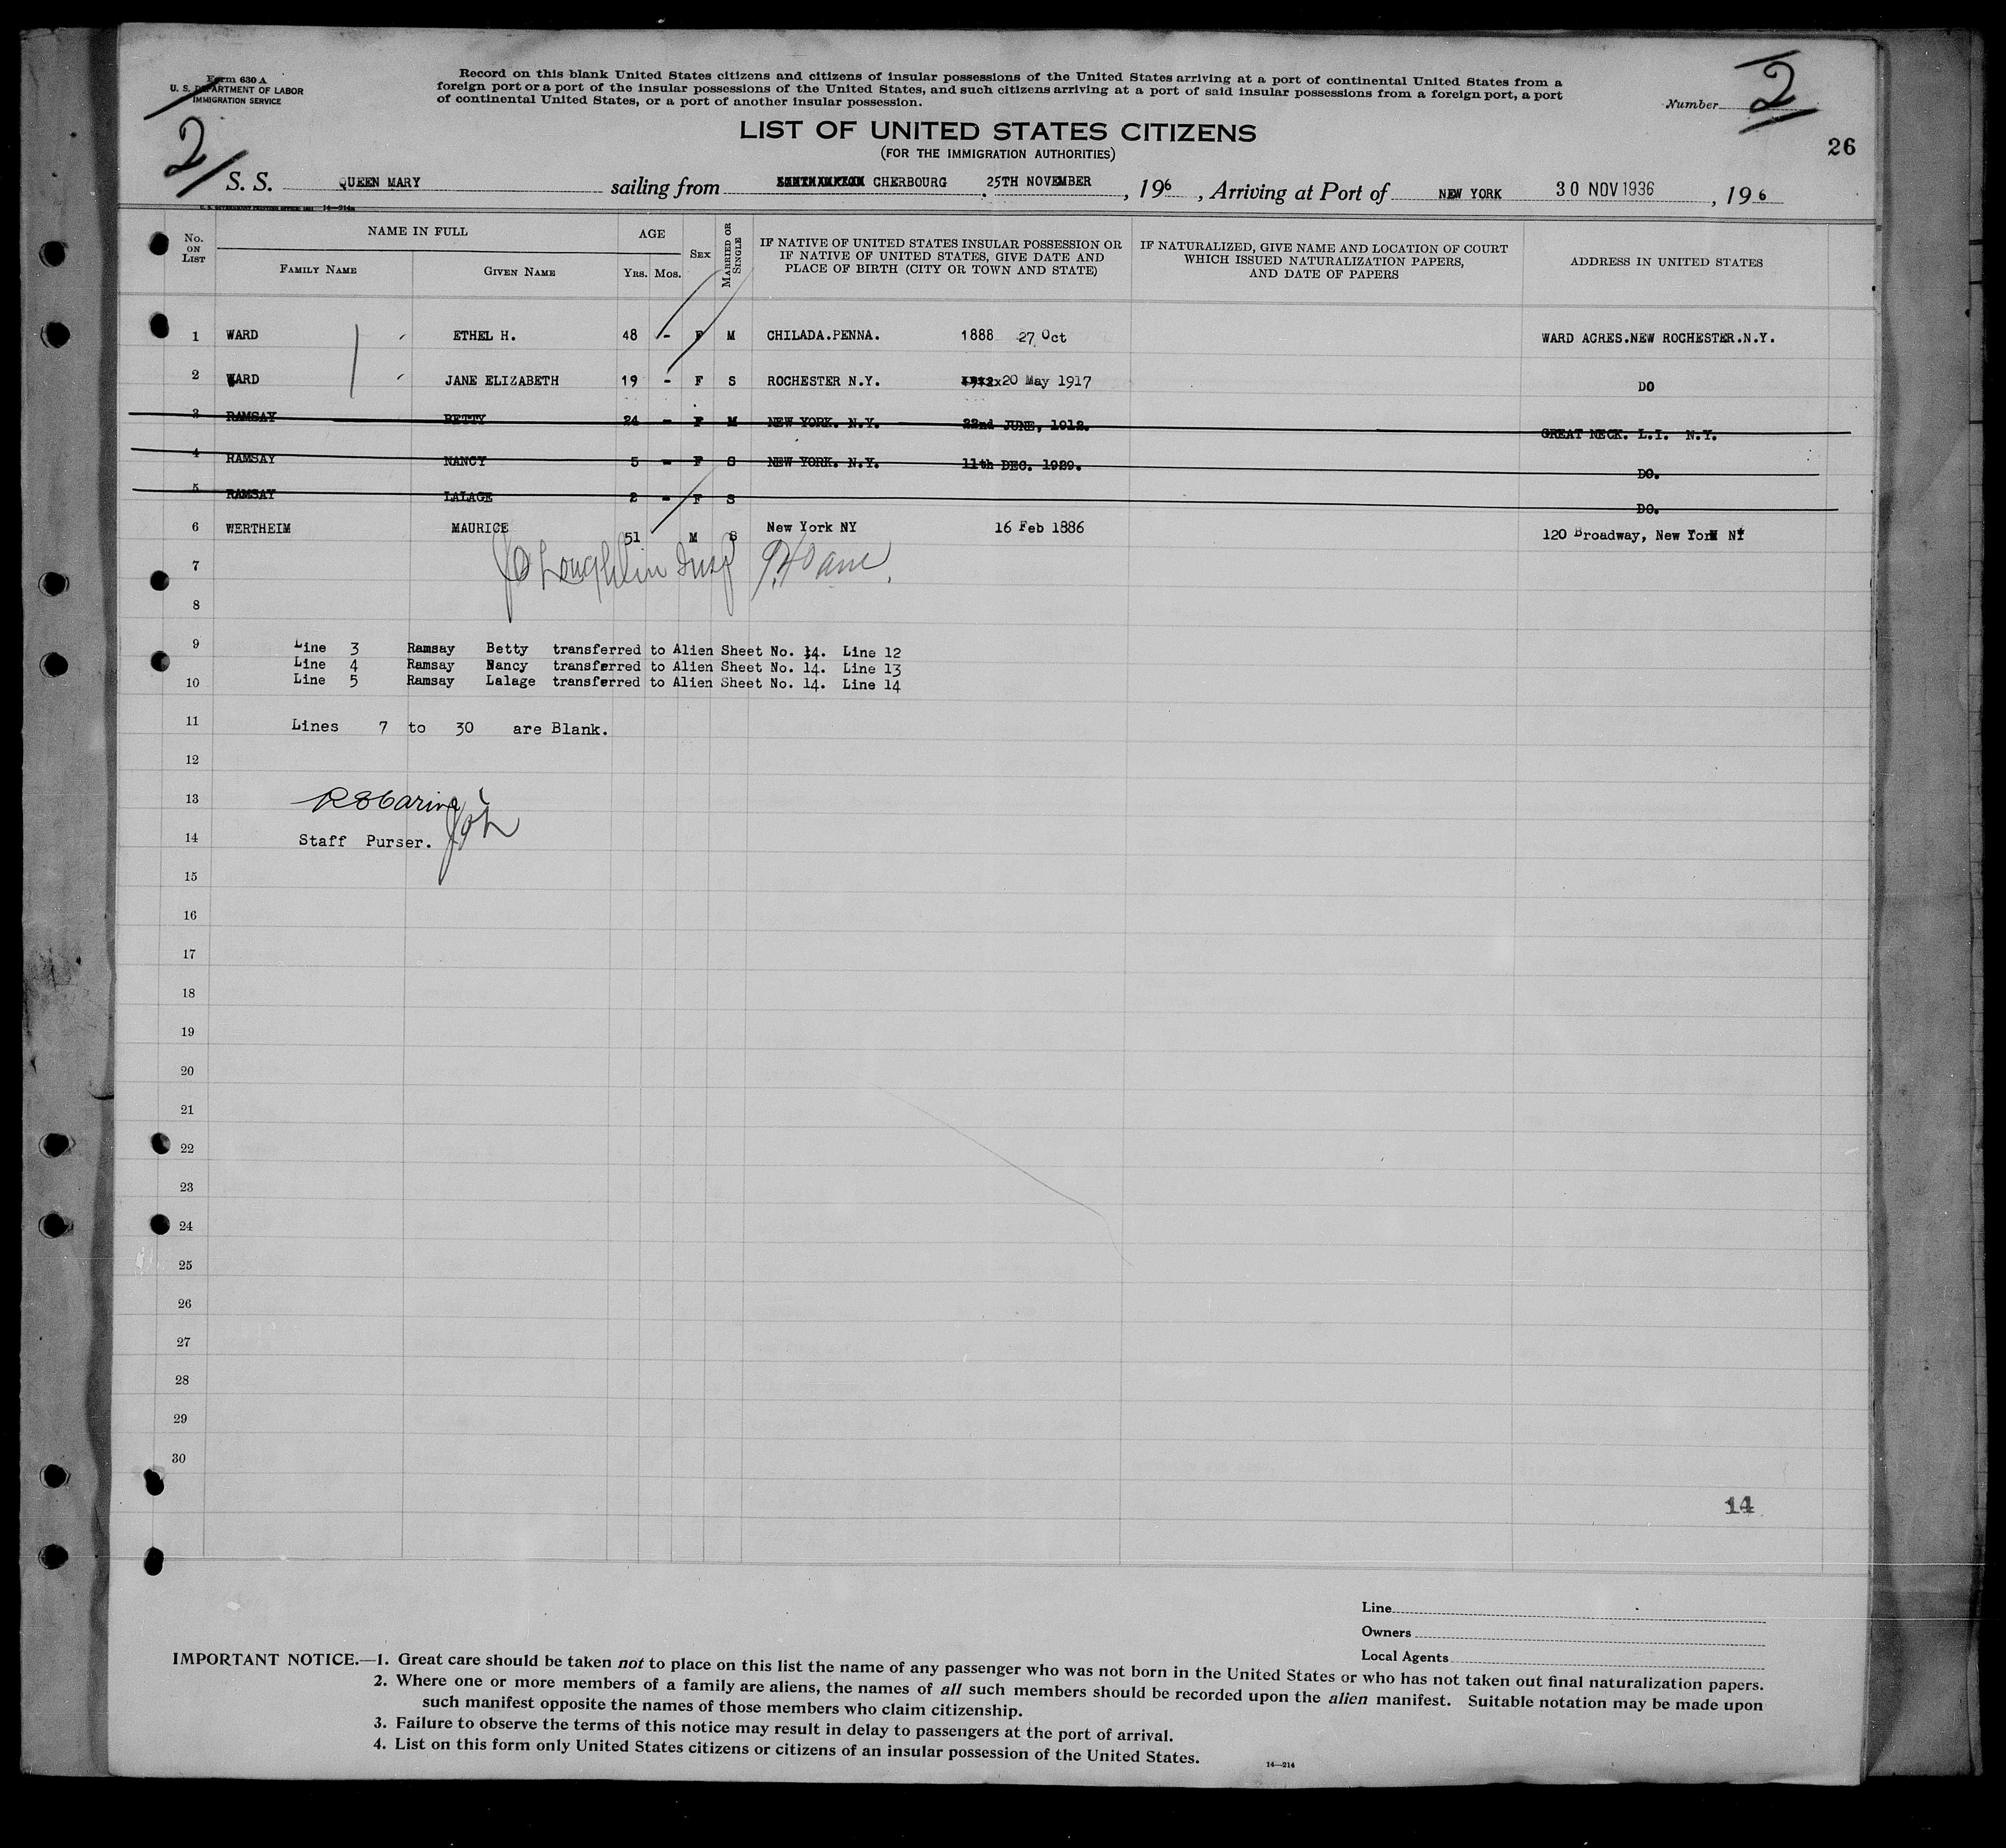 Form 630 A
U. S. DEPARTMENT OF LABOR
IMMIGRATION SERVICE
Record on this blank United States citizens and citizens of insular possessions of the United States arriving at a port of continental United States from a
foreign port or a port of the insular possessions of the United States, and such citizens arriving at a port of said insular possessions from a foreign port, a port
of continental United States, or a port of another insular possession.
Number 2
26
LIST OF UNITED STATES CITIZENS
(FOR THE IMMIGRATION AUTHORITIES)
2/
S. S. QUEEN MARY sailing from CHERBOURG 25TH NOVEMBER, 196, Arriving at Port of NEW YORK 30 NOV 1936, 196
14—214a
No. ON LIST
NAME IN FULL
FAMILY NAME
GIVEN NAME
AGE
YRS. MOS.
SEX
MARRIED OR SINGLE
IF NATIVE OF UNITED STATES INSULAR POSSESSION OR
IF NATIVE OF UNITED STATES, GIVE DATE AND
PLACE OF BIRTH (CITY OR TOWN AND STATE)
IF NATURALIZED, GIVE NAME AND LOCATION OF COURT
WHICH ISSUED NATURALIZATION PAPERS,
AND DATE OF PAPERS
ADDRESS IN UNITED STATES
1 WARD ETHEL H. 48 - F M CHILADA.PENNA. 1888 27 Oct WARD ACRES.NEW ROCHESTER.N.Y.
2 WARD JANE ELIZABETH 19 - F S ROCHESTER N.Y. 20 May 1917 DO
3 RAMSAY BETTY 24 - F M NEW YORK. N.Y. 22nd JUNE, 1912. GREAT NECK. L.I. N.Y.
4 RAMSAY NANCY 5 - F S NEW YORK. N.Y. 11th DEC. 1929. DO.
5 RAMSAY LALAGE 2 - F S DO.
6 WERTHEIM MAURICE 51 M S New York NY 16 Feb 1886 120 Broadway, New York NY
7 JO Loughlin Insp 9.40 am.
8
9
Line 3 Ramsay Betty transferred to Alien Sheet No. 14. Line 12
Line 4 Ramsay Nancy transferred to Alien Sheet No. 14. Line 13
10
Line 5 Ramsay Lalage transferred to Alien Sheet No. 14. Line 14
11 Lines 7 to 30 are Blank.
12
13
14 Staff Purser. JOL
15
16
17
18
19
20
21
22
23
24
25
26
27
28
29
30
14
Line
Owners
Local Agents
IMPORTANT NOTICE.—1. Great care should be taken not to place on this list the name of any passenger who was not born in the United States or who has not taken out final naturalization papers.
2. Where one or more members of a family are aliens, the names of all such members should be recorded upon the alien manifest. Suitable notation may be made upon
such manifest opposite the names of those members who claim citizenship.
3. Failure to observe the terms of this notice may result in delay to passengers at the port of arrival.
4. List on this form only United States citizens or citizens of an insular possession of the United States.
14—214